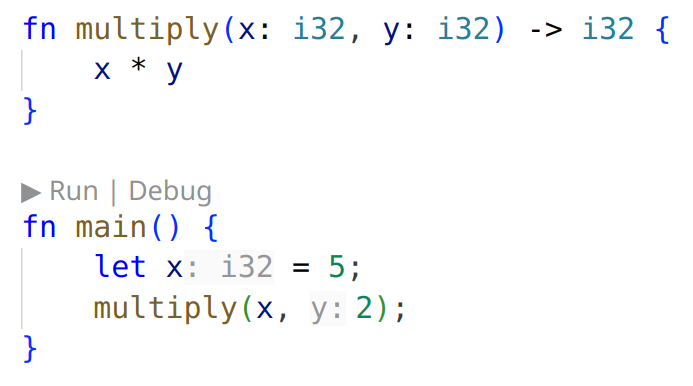 fn multiply(x: i32, y: i32) -> i32 {
    x * y
}
▶ Run | Debug
fn main() {
    let x: i32 = 5;
    multiply(x, y: 2);
}